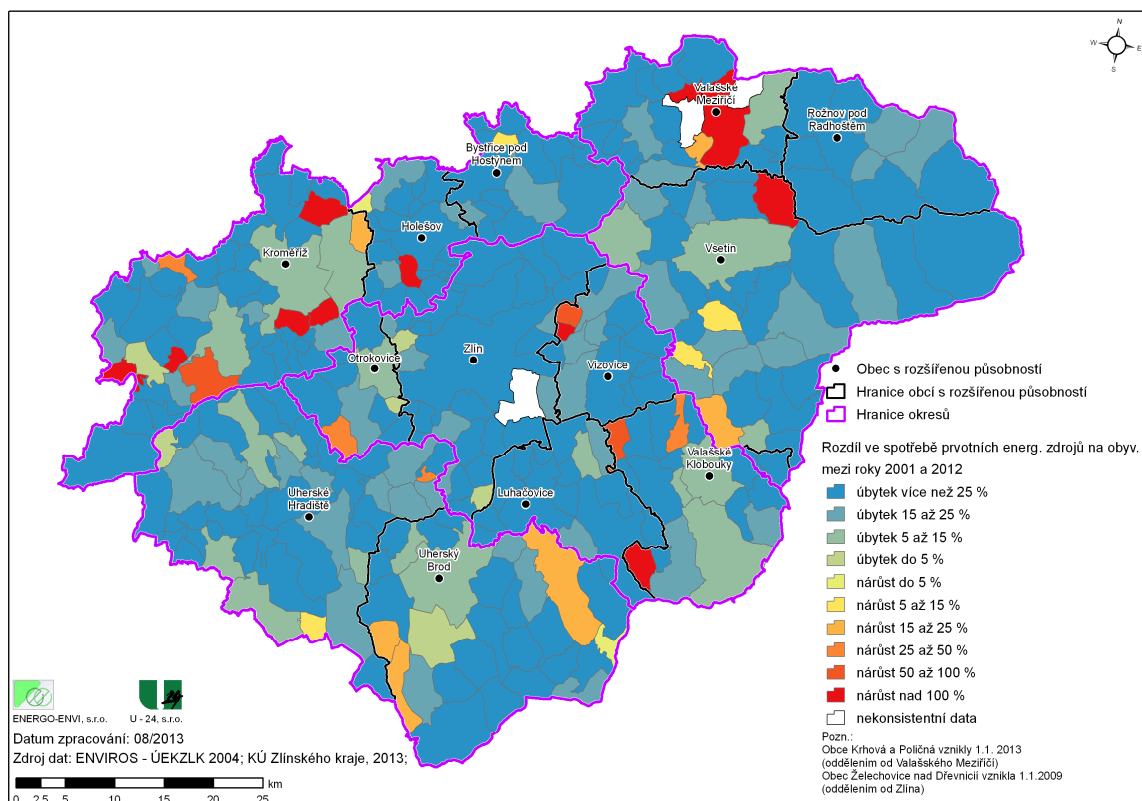 N
W
E
S
Valašské
Meziříčí
Rožnov pod
Radhoštěm
Bystřice pod
Hostýnem
Holešov
Kroměříž
Vsetín
Zlín
Otrokovice
Vizovice
Valašské
Klobouky
Uherské
Hradiště
Luhačovice
Uherský
Brod
Obec s rozšířenou působností
Hranice obcí s rozšířenou působností
Hranice okresů
Rozdíl ve spotřebě prvotních energ. zdrojů na obyv.
mezi roky 2001 a 2012
úbytek více než 25 %
úbytek 15 až 25 %
úbytek 5 až 15 %
úbytek do 5 %
nárůst do 5 %
nárůst 5 až 15 %
nárůst 15 až 25 %
nárůst 25 až 50 %
nárůst 50 až 100 %
nárůst nad 100 %
nekonsistentní data
Pozn.:
Obce Krhová a Poličná vznikly 1.1. 2013
(oddělením od Valašského Meziříčí)
Obec Želechovice nad Dřevnicií vznikla 1.1.2009
(oddělením od Zlína)
ENERGO-ENVI, s.r.o.
U - 24, s.r.o.
Datum zpracování: 08/2013
Zdroj dat: ENVIROS - ÚEKZLK 2004; KÚ Zlínského kraje, 2013;
km
0 2,5 5 10 15 20 25